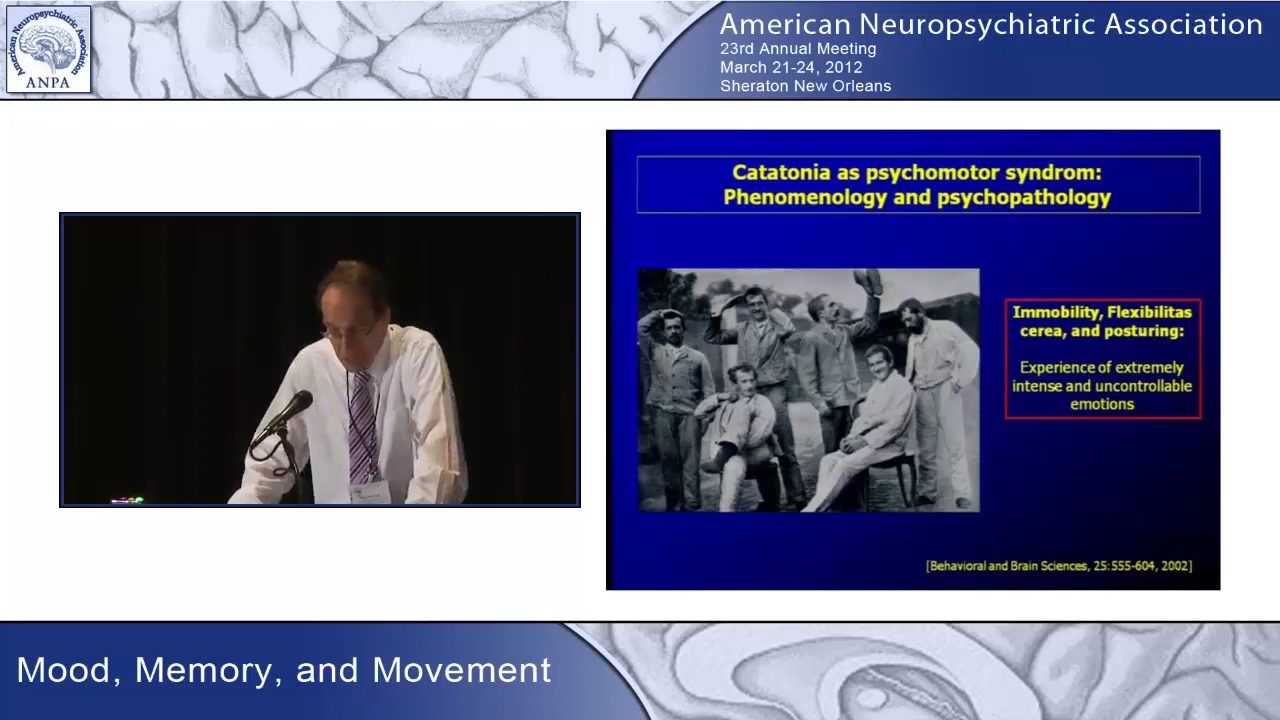 American Neuropsychiatric Association
ANPA
American Neuropsychiatric Association
23rd Annual Meeting
March 21-24, 2012
Sheraton New Orleans
Catatonia as psychomotor syndrom:
Phenomenology and psychopathology
Immobility, Flexibilitas
cerea, and posturing:
Experience of extremely
intense and uncontrollable
emotions
[Behavioral and Brain Sciences, 25:555-604, 2002]
Mood, Memory, and Movement